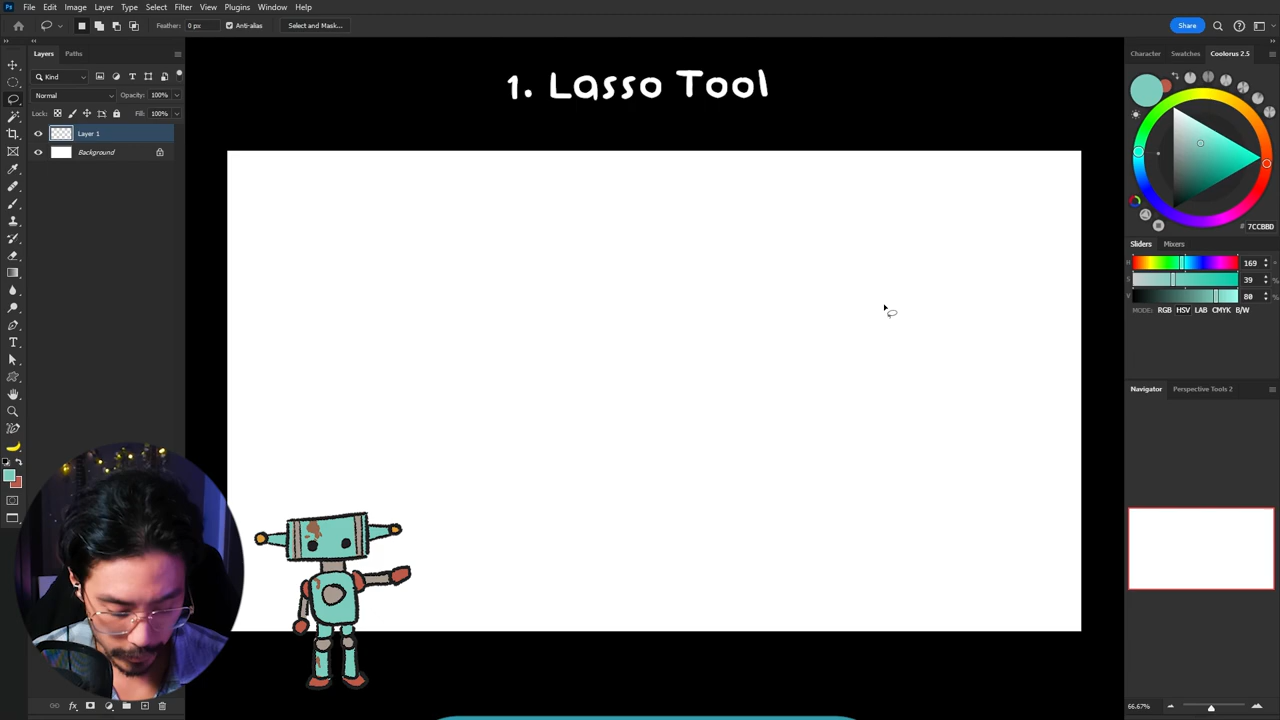 Ps File Edit Image Layer Type Select Filter View Plugins Window Help
Feather: 0 px Anti-alias Select and Mask... Share
Layers Paths
Character Swatches Coolorus 2.5
1. Lasso Tool
Kind
Normal Opacity: 100%
Lock: Fill: 100%
Layer 1
Background
# 7CCBBD
Sliders Mixers
H 169 °
S 39 %
V 80 %
MODE: RGB HSV LAB CMYK B/W
Navigator Perspective Tools 2
fx
66.67%